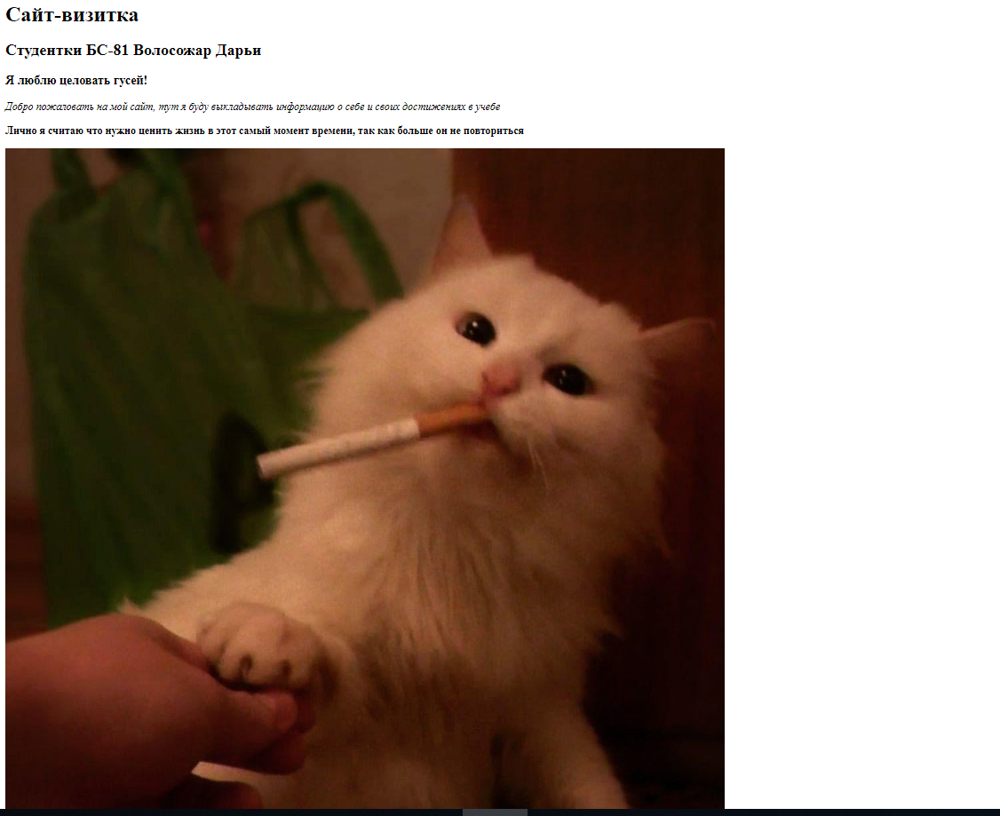 Сайт-визитка
Студентки БС-81 Волосожар Дарьи
Я люблю целовать гусей!
Добро пожаловать на мой сайт, тут я буду выкладывать информацию о себе и своих достижениях в учебе
Лично я считаю что нужно ценить жизнь в этот самый момент времени, так как больше он не повториться